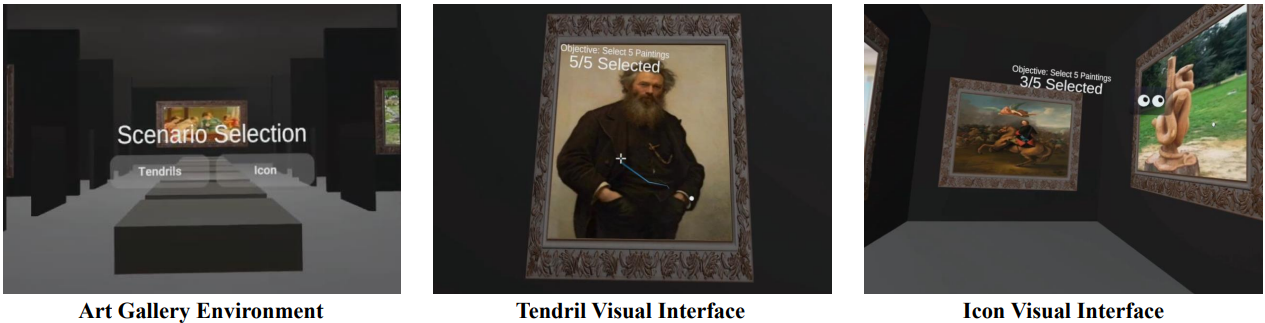 Scenario Selection
Tendrils
Icon
Objective: Select 5 Paintings
5/5 Selected
Objective: Select 5 Paintings
3/5 Selected
Art Gallery Environment
Tendril Visual Interface
Icon Visual Interface